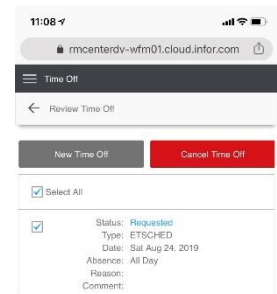 11:08
rmcenterdv-wfm01.cloud.infor.com
Time Off
Review Time Off
New Time Off
Cancel Time Off
Select All
Status: Requested
Type: ETSCHED
Date: Sat Aug 24, 2019
Absence: All Day
Reason:
Comment: